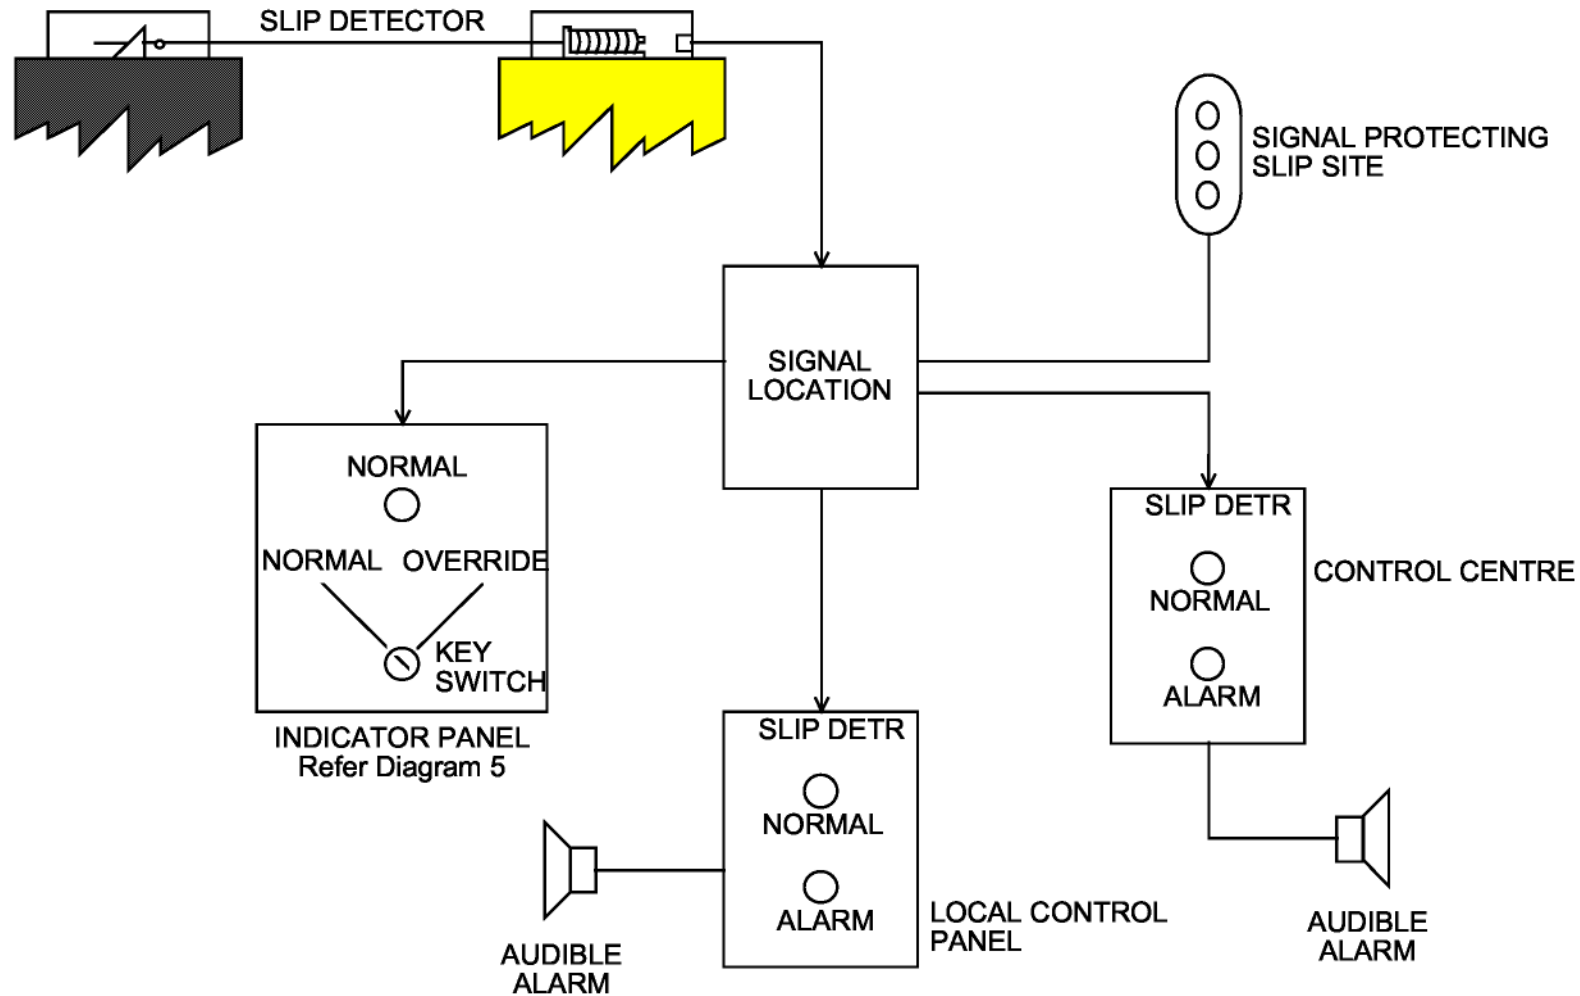 SLIP DETECTOR
SIGNAL PROTECTING
SLIP SITE
SIGNAL
LOCATION
NORMAL
NORMAL OVERRIDE
KEY
SWITCH
INDICATOR PANEL
Refer Diagram 5
SLIP DETR
NORMAL
ALARM
CONTROL CENTRE
SLIP DETR
NORMAL
ALARM
LOCAL CONTROL
PANEL
AUDIBLE
ALARM
AUDIBLE
ALARM